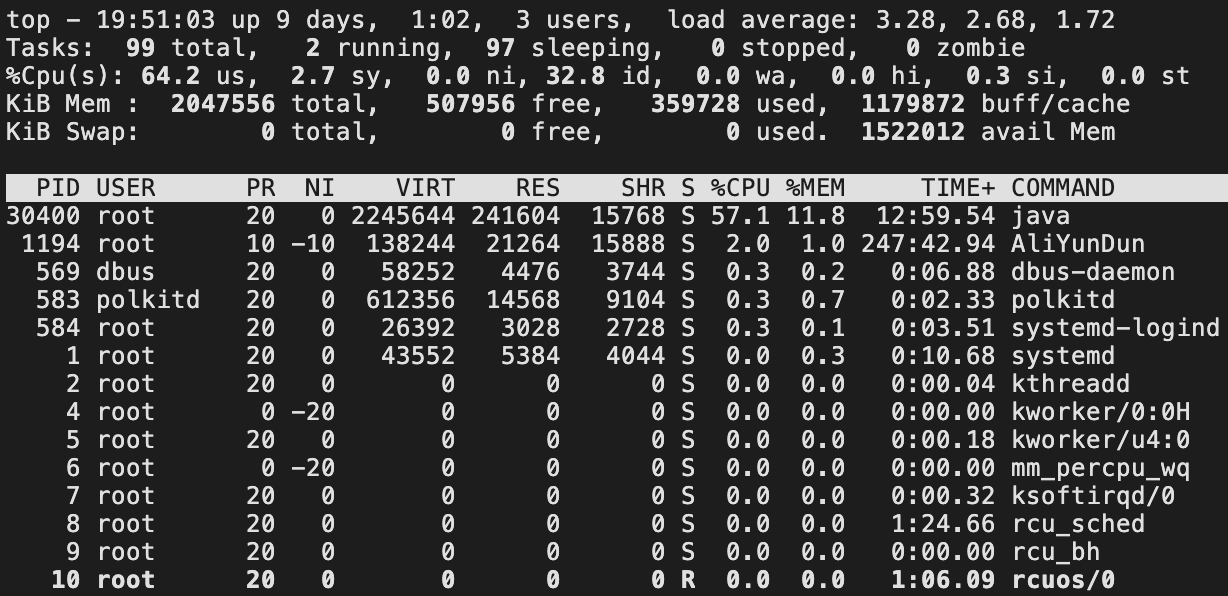 top - 19:51:03 up 9 days,  1:02,  3 users,  load average: 3.28, 2.68, 1.72
Tasks:  99 total,   2 running,  97 sleeping,   0 stopped,   0 zombie
%Cpu(s): 64.2 us,  2.7 sy,  0.0 ni, 32.8 id,  0.0 wa,  0.0 hi,  0.3 si,  0.0 st
KiB Mem :  2047556 total,   507956 free,   359728 used,  1179872 buff/cache
KiB Swap:        0 total,        0 free,        0 used.  1522012 avail Mem
  PID USER      PR  NI    VIRT    RES    SHR S %CPU %MEM     TIME+ COMMAND
30400 root      20   0 2245644 241604  15768 S 57.1 11.8  12:59.54 java
 1194 root      10 -10  138244  21264  15888 S  2.0  1.0 247:42.94 AliYunDun
  569 dbus      20   0   58252   4476   3744 S  0.3  0.2   0:06.88 dbus-daemon
  583 polkitd   20   0  612356  14568   9104 S  0.3  0.7   0:02.33 polkitd
  584 root      20   0   26392   3028   2728 S  0.3  0.1   0:03.51 systemd-logind
    1 root      20   0   43552   5384   4044 S  0.0  0.3   0:10.68 systemd
    2 root      20   0       0      0      0 S  0.0  0.0   0:00.04 kthreadd
    4 root       0 -20       0      0      0 S  0.0  0.0   0:00.00 kworker/0:0H
    5 root      20   0       0      0      0 S  0.0  0.0   0:00.18 kworker/u4:0
    6 root       0 -20       0      0      0 S  0.0  0.0   0:00.00 mm_percpu_wq
    7 root      20   0       0      0      0 S  0.0  0.0   0:00.32 ksoftirqd/0
    8 root      20   0       0      0      0 S  0.0  0.0   1:24.66 rcu_sched
    9 root      20   0       0      0      0 S  0.0  0.0   0:00.00 rcu_bh
   10 root      20   0       0      0      0 R  0.0  0.0   1:06.09 rcuos/0